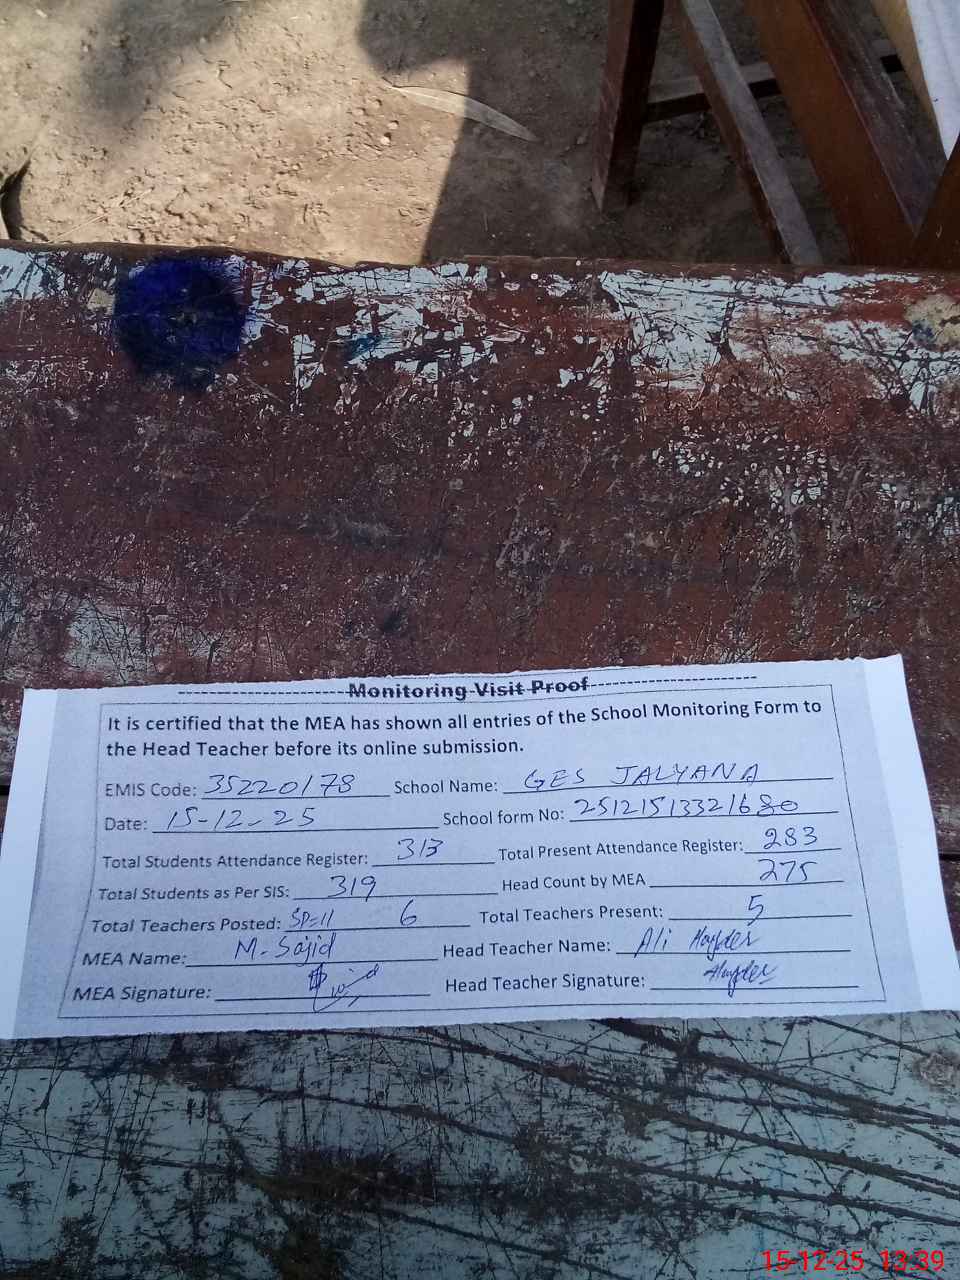 Monitoring Visit Proof
It is certified that the MEA has shown all entries of the School Monitoring Form to
the Head Teacher before its online submission.
EMIS Code: 35220178 School Name: GES JALYANA
Date: 15-12-25 School form No: 25121513321680
Total Students Attendance Register: 313 Total Present Attendance Register: 283
Total Students as Per SIS: 319 Head Count by MEA 275
Total Teachers Posted: SP=11 6 Total Teachers Present: 5
MEA Name: M. Sajid Head Teacher Name: Ali Hayder
MEA Signature: Head Teacher Signature: Hayder
15-12-25 13:39